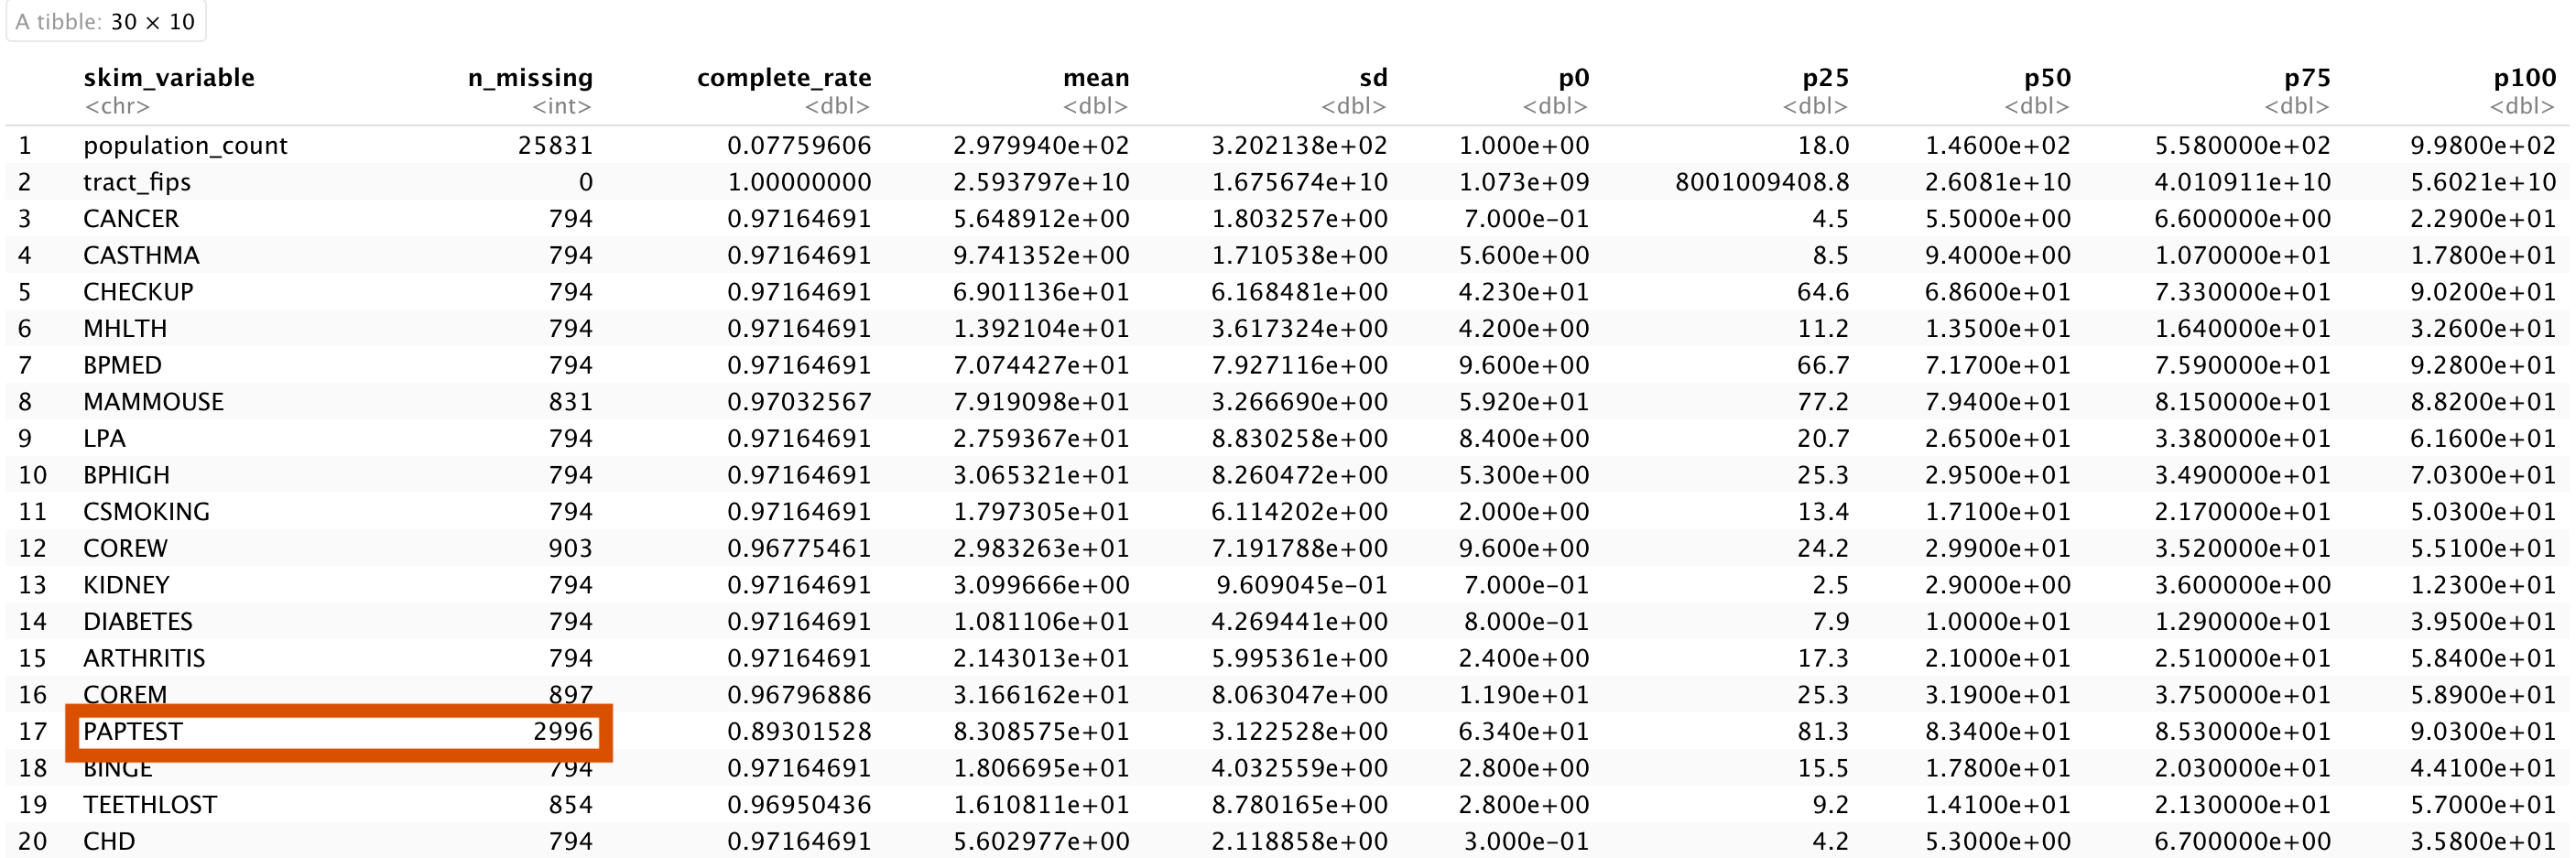 A tibble: 30 × 10
skim_variable n_missing complete_rate mean sd p0 p25 p50 p75 p100
<chr> <int> <dbl> <dbl> <dbl> <dbl> <dbl> <dbl> <dbl> <dbl>
1 population_count 25831 0.07759606 2.979940e+02 3.202138e+02 1.000e+00 18.0 1.4600e+02 5.580000e+02 9.9800e+02
2 tract_fips 0 1.00000000 2.593797e+10 1.675674e+10 1.073e+09 8001009408.8 2.6081e+10 4.010911e+10 5.6021e+10
3 CANCER 794 0.97164691 5.648912e+00 1.803257e+00 7.000e−01 4.5 5.5000e+00 6.600000e+00 2.2900e+01
4 CASTHMA 794 0.97164691 9.741352e+00 1.710538e+00 5.600e+00 8.5 9.4000e+00 1.070000e+01 1.7800e+01
5 CHECKUP 794 0.97164691 6.901136e+01 6.168481e+00 4.230e+01 64.6 6.8600e+01 7.330000e+01 9.0200e+01
6 MHLTH 794 0.97164691 1.392104e+01 3.617324e+00 4.200e+00 11.2 1.3500e+01 1.640000e+01 3.2600e+01
7 BPMED 794 0.97164691 7.074427e+01 7.927116e+00 9.600e+00 66.7 7.1700e+01 7.590000e+01 9.2800e+01
8 MAMMOUSE 831 0.97032567 7.919098e+01 3.266690e+00 5.920e+01 77.2 7.9400e+01 8.150000e+01 8.8200e+01
9 LPA 794 0.97164691 2.759367e+01 8.830258e+00 8.400e+00 20.7 2.6500e+01 3.380000e+01 6.1600e+01
10 BPHIGH 794 0.97164691 3.065321e+01 8.260472e+00 5.300e+00 25.3 2.9500e+01 3.490000e+01 7.0300e+01
11 CSMOKING 794 0.97164691 1.797305e+01 6.114202e+00 2.000e+00 13.4 1.7100e+01 2.170000e+01 5.0300e+01
12 COREW 903 0.96775461 2.983263e+01 7.191788e+00 9.600e+00 24.2 2.9900e+01 3.520000e+01 5.5100e+01
13 KIDNEY 794 0.97164691 3.099666e+00 9.609045e−01 7.000e−01 2.5 2.9000e+00 3.600000e+00 1.2300e+01
14 DIABETES 794 0.97164691 1.081106e+01 4.269441e+00 8.000e−01 7.9 1.0000e+01 1.290000e+01 3.9500e+01
15 ARTHRITIS 794 0.97164691 2.143013e+01 5.995361e+00 2.400e+00 17.3 2.1000e+01 2.510000e+01 5.8400e+01
16 COREM 897 0.96796886 3.166162e+01 8.063047e+00 1.190e+01 25.3 3.1900e+01 3.750000e+01 5.8900e+01
17 PAPTEST 2996 0.89301528 8.308575e+01 3.122528e+00 6.340e+01 81.3 8.3400e+01 8.530000e+01 9.0300e+01
18 BINGE 794 0.97164691 1.806695e+01 4.032559e+00 2.800e+00 15.5 1.7800e+01 2.030000e+01 4.4100e+01
19 TEETHLOST 854 0.96950436 1.610811e+01 8.780165e+00 2.800e+00 9.2 1.4100e+01 2.130000e+01 5.7000e+01
20 CHD 794 0.97164691 5.602977e+00 2.118858e+00 3.000e−01 4.2 5.3000e+00 6.700000e+00 3.5800e+01